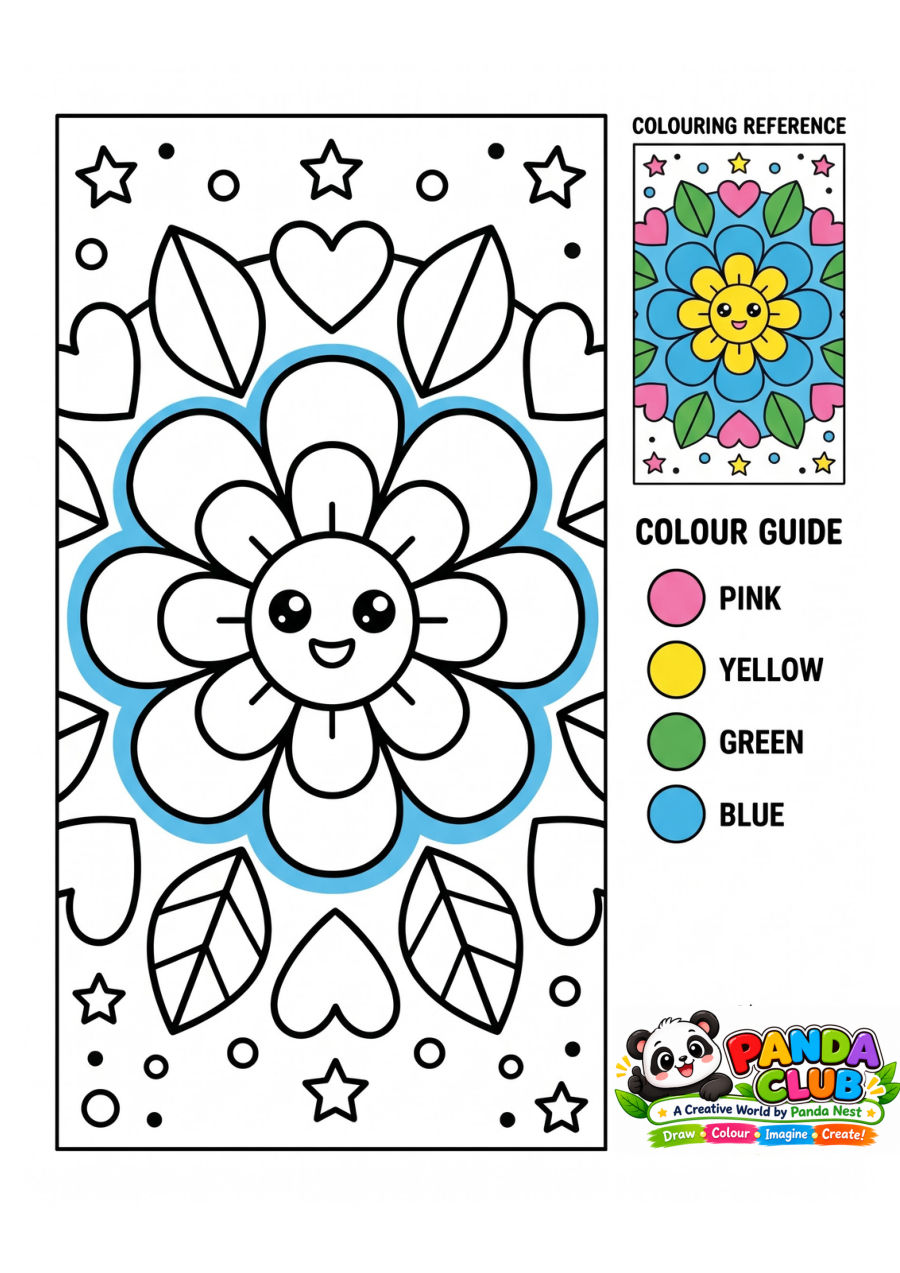 COLOURING REFERENCE
COLOUR GUIDE
PINK
YELLOW
GREEN
BLUE
PANDA
CLUB
A Creative World by Panda Nest
Draw • Colour • Imagine • Create!